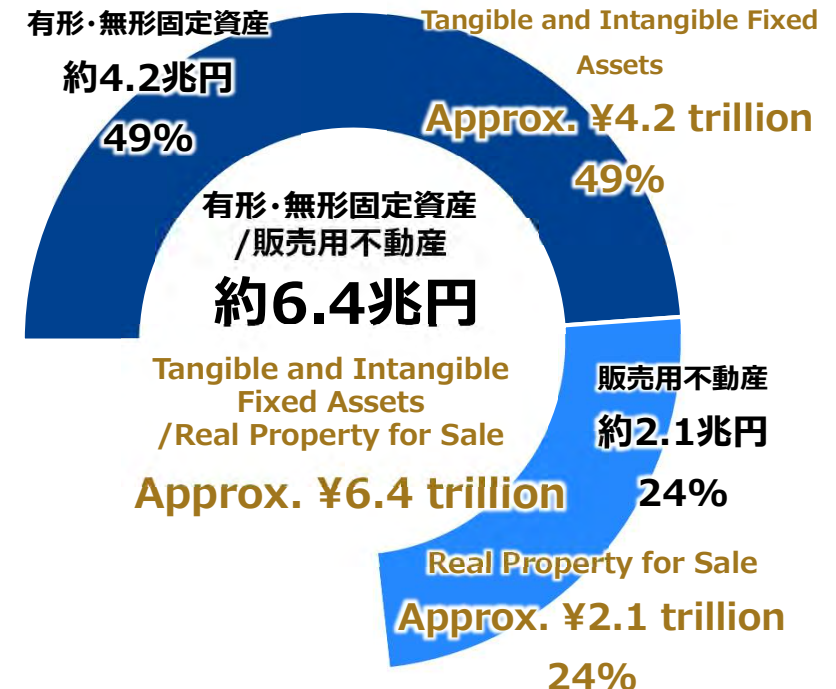 有形･無形固定資産
約4.2兆円
49%
Tangible and Intangible Fixed
Assets
Approx. ¥4.2 trillion
49%
有形･無形固定資産
/販売用不動産
約6.4兆円
Tangible and Intangible
Fixed Assets
/Real Property for Sale
Approx. ¥6.4 trillion
販売用不動産
約2.1兆円
24%
Real Property for Sale
Approx. ¥2.1 trillion
24%